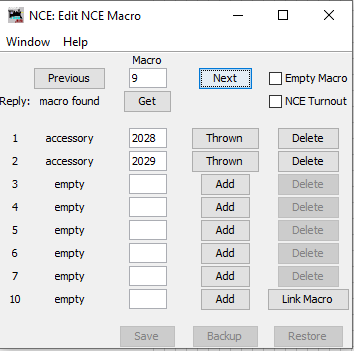 NCE: Edit NCE Macro
Window Help
Macro
Previous 9 Next Empty Macro
Reply: macro found Get NCE Turnout
1 accessory 2028 Thrown Delete
2 accessory 2029 Thrown Delete
3 empty Add Delete
4 empty Add Delete
5 empty Add Delete
6 empty Add Delete
7 empty Add Delete
10 empty Add Link Macro
Save Backup Restore